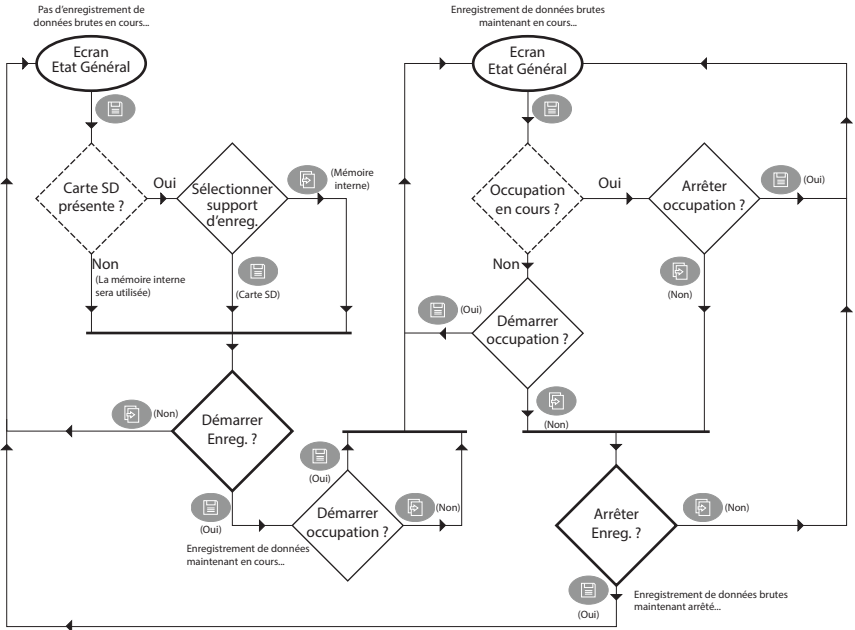 Pas d'enregistrement de
données brutes en cours...
Ecran
Etat Général
Carte SD
présente ?
Oui
Sélectionner
support
d'enreg.
(Mémoire
interne)
Non
(La mémoire interne
sera utilisée)
(Carte SD)
Démarrer
Enreg. ?
(Non)
(Oui)
Enregistrement de données
maintenant en cours...
Démarrer
occupation ?
(Oui)
(Non)
Enregistrement de données brutes
maintenant en cours...
Ecran
Etat Général
Occupation
en cours ?
Oui
Arrêter
occupation ?
(Oui)
(Non)
Non
Démarrer
occupation ?
(Oui)
(Non)
Arrêter
Enreg. ?
(Non)
(Oui)
Enregistrement de données brutes
maintenant arrêté...